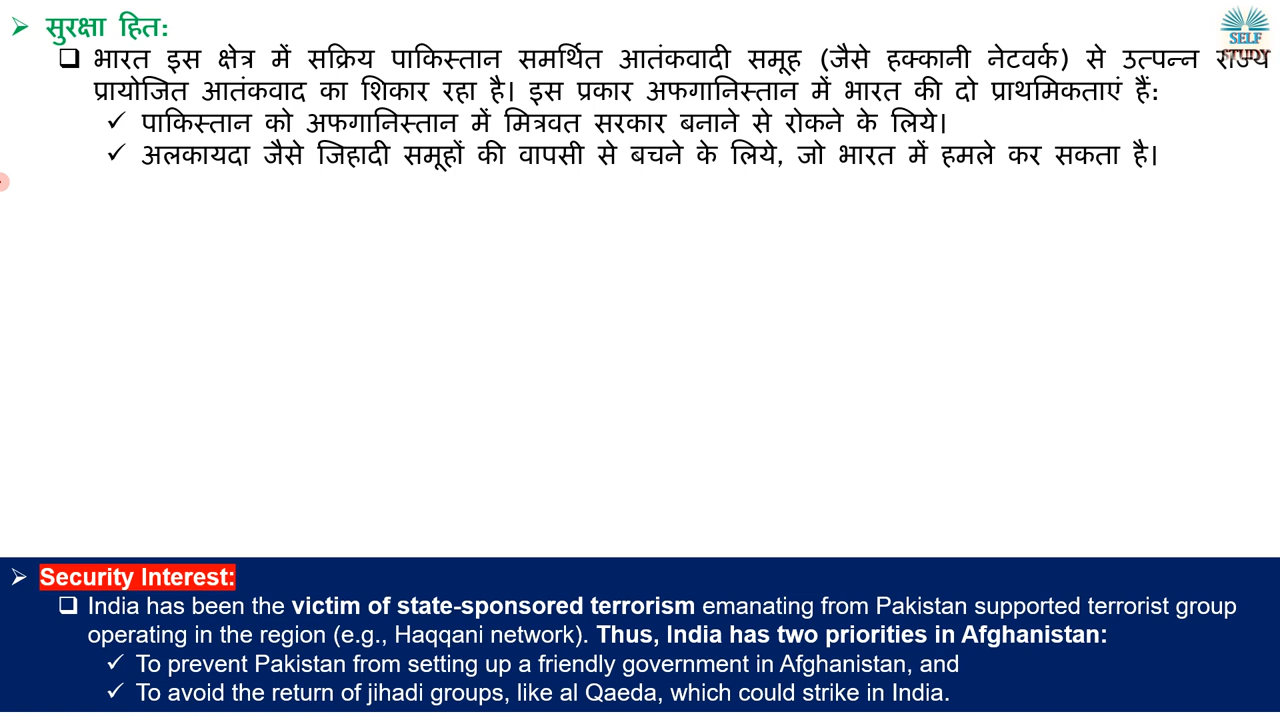 ➢ सुरक्षा हित:
❑ भारत इस क्षेत्र में सक्रिय पाकिस्तान समर्थित आतंकवादी समूह (जैसे हक्कानी नेटवर्क) से उत्पन्न राज्य
प्रायोजित आतंकवाद का शिकार रहा है। इस प्रकार अफगानिस्तान में भारत की दो प्राथमिकताएं हैं:
✓ पाकिस्तान को अफगानिस्तान में मित्रवत सरकार बनाने से रोकने के लिये।
✓ अलकायदा जैसे जिहादी समूहों की वापसी से बचने के लिये, जो भारत में हमले कर सकता है।
SELF
STUDY
➢ Security Interest:
❑ India has been the victim of state-sponsored terrorism emanating from Pakistan supported terrorist group
operating in the region (e.g., Haqqani network). Thus, India has two priorities in Afghanistan:
✓ To prevent Pakistan from setting up a friendly government in Afghanistan, and
✓ To avoid the return of jihadi groups, like al Qaeda, which could strike in India.